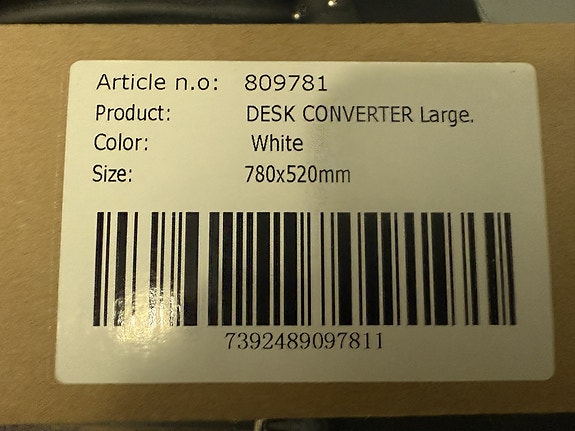 Article n.o: 809781
Product: DESK CONVERTER Large.
Color: White
Size: 780x520mm
7392489097811